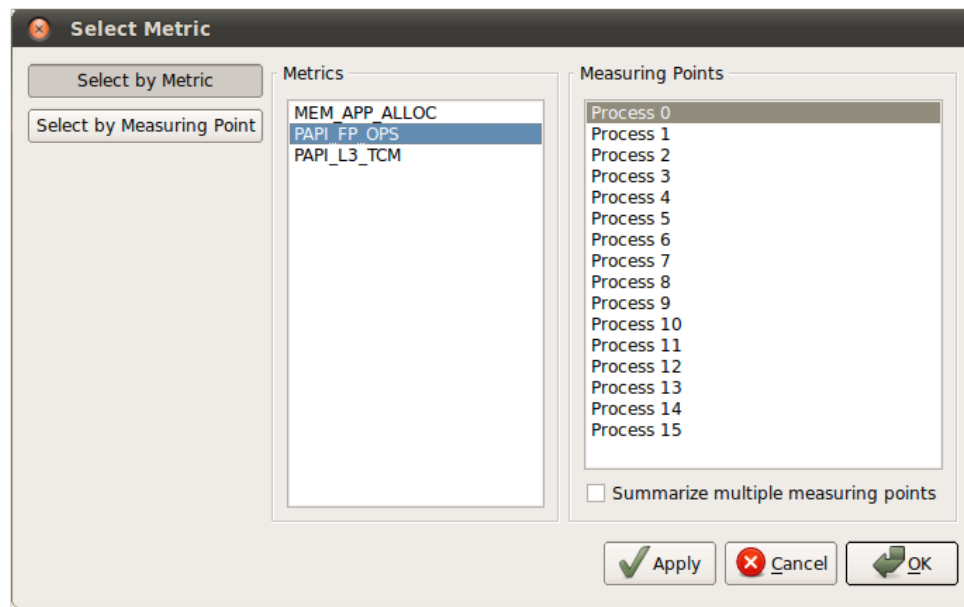 Select Metric
Select by Metric
Select by Measuring Point
Metrics
MEM_APP_ALLOC
PAPI_FP_OPS
PAPI_L3_TCM
Measuring Points
Process 0
Process 1
Process 2
Process 3
Process 4
Process 5
Process 6
Process 7
Process 8
Process 9
Process 10
Process 11
Process 12
Process 13
Process 14
Process 15
Summarize multiple measuring points
Apply
Cancel
OK